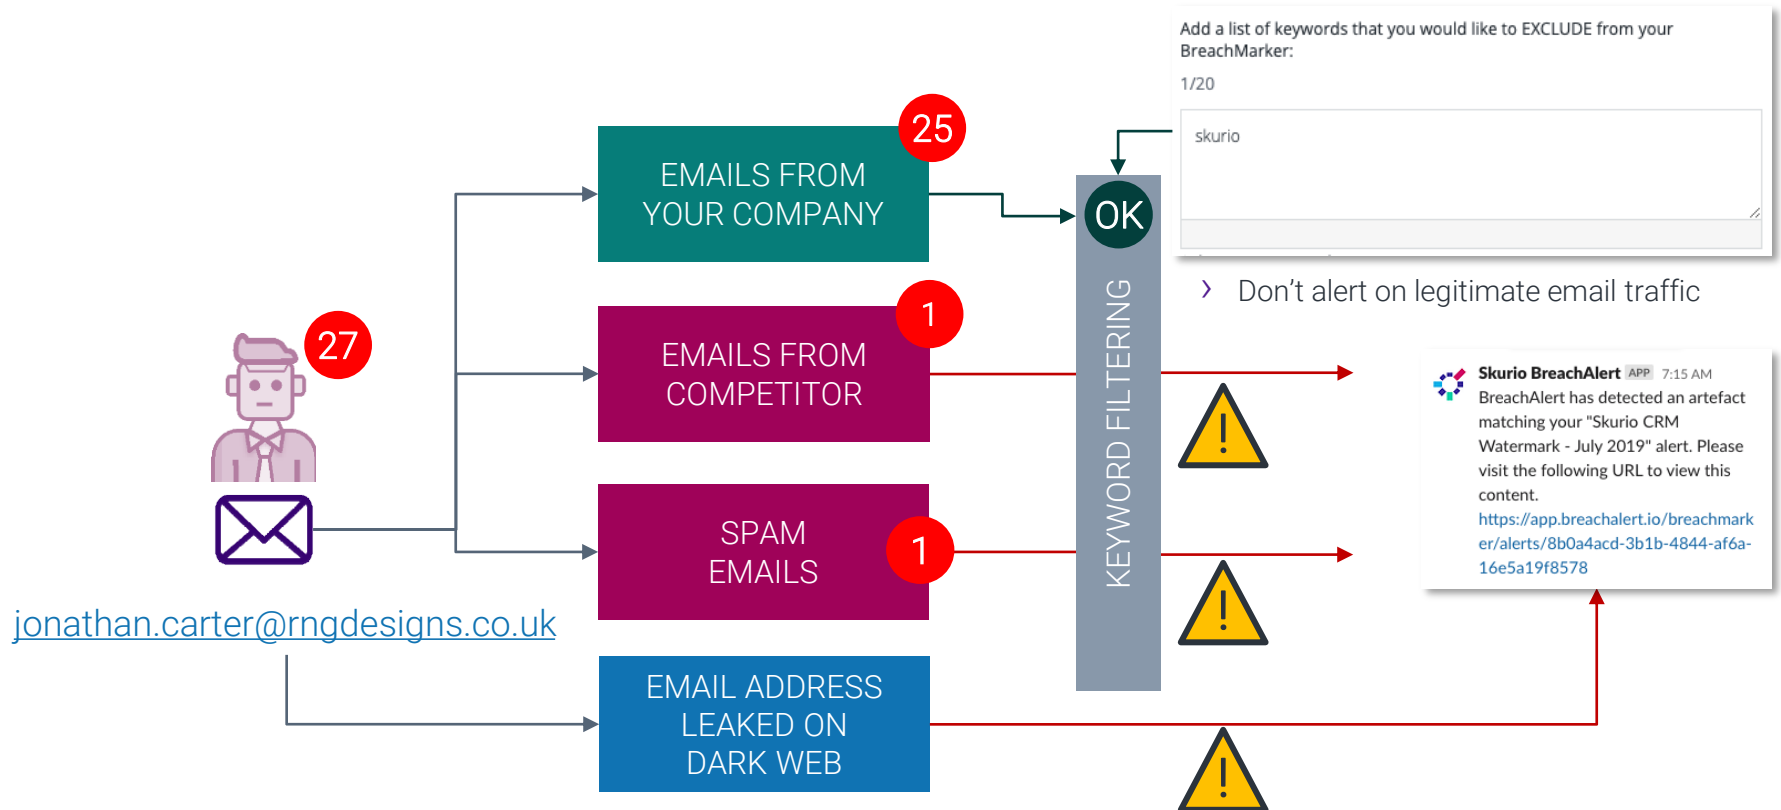 Add a list of keywords that you would like to EXCLUDE from your
BreachMarker:
1/20
skurio
25
EMAILS FROM
YOUR COMPANY
OK
› Don't alert on legitimate email traffic
27
1
EMAILS FROM
COMPETITOR
KEYWORD FILTERING
!
Skurio BreachAlert APP 7:15 AM
BreachAlert has detected an artefact
matching your "Skurio CRM
Watermark - July 2019" alert. Please
visit the following URL to view this
content.
https://app.breachalert.io/breachmark
er/alerts/8b0a4acd-3b1b-4844-af6a-
16e5a19f8578
SPAM
EMAILS
1
!
jonathan.carter@rngdesigns.co.uk
EMAIL ADDRESS
LEAKED ON
DARK WEB
!